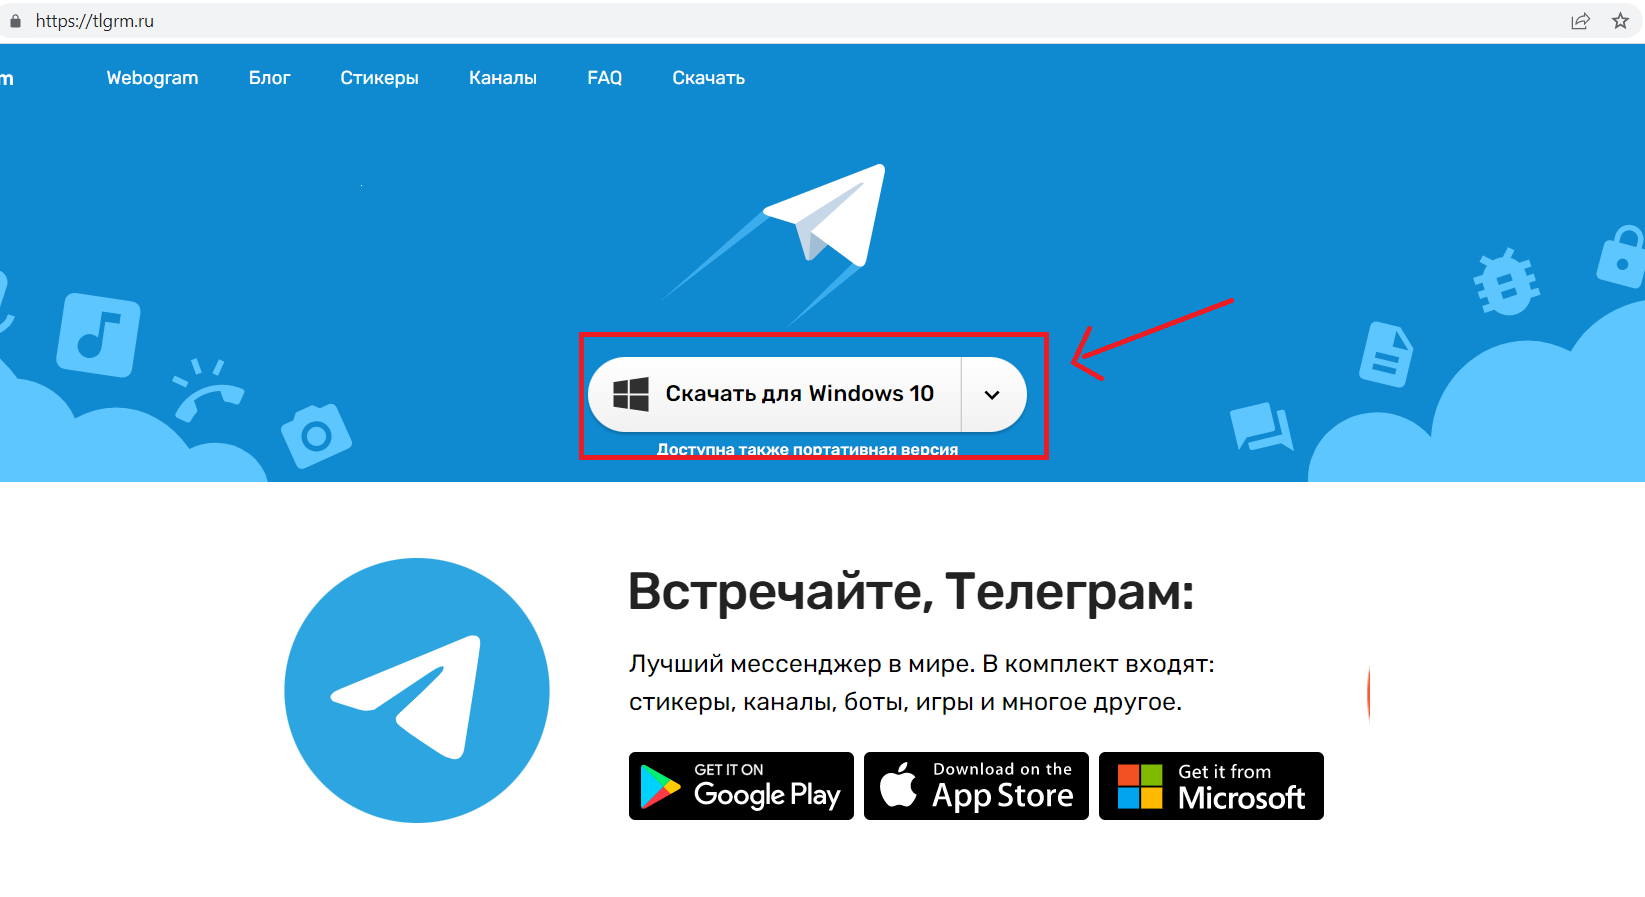 https://tlgrm.ru
m Webogram Блог Стикеры Каналы FAQ Скачать
Скачать для Windows 10
Доступна также портативная версия
Встречайте, Телеграм:
Лучший мессенджер в мире. В комплект входят:
стикеры, каналы, боты, игры и многое другое.
GET IT ON
Google Play
Download on the
App Store
Get it from
Microsoft